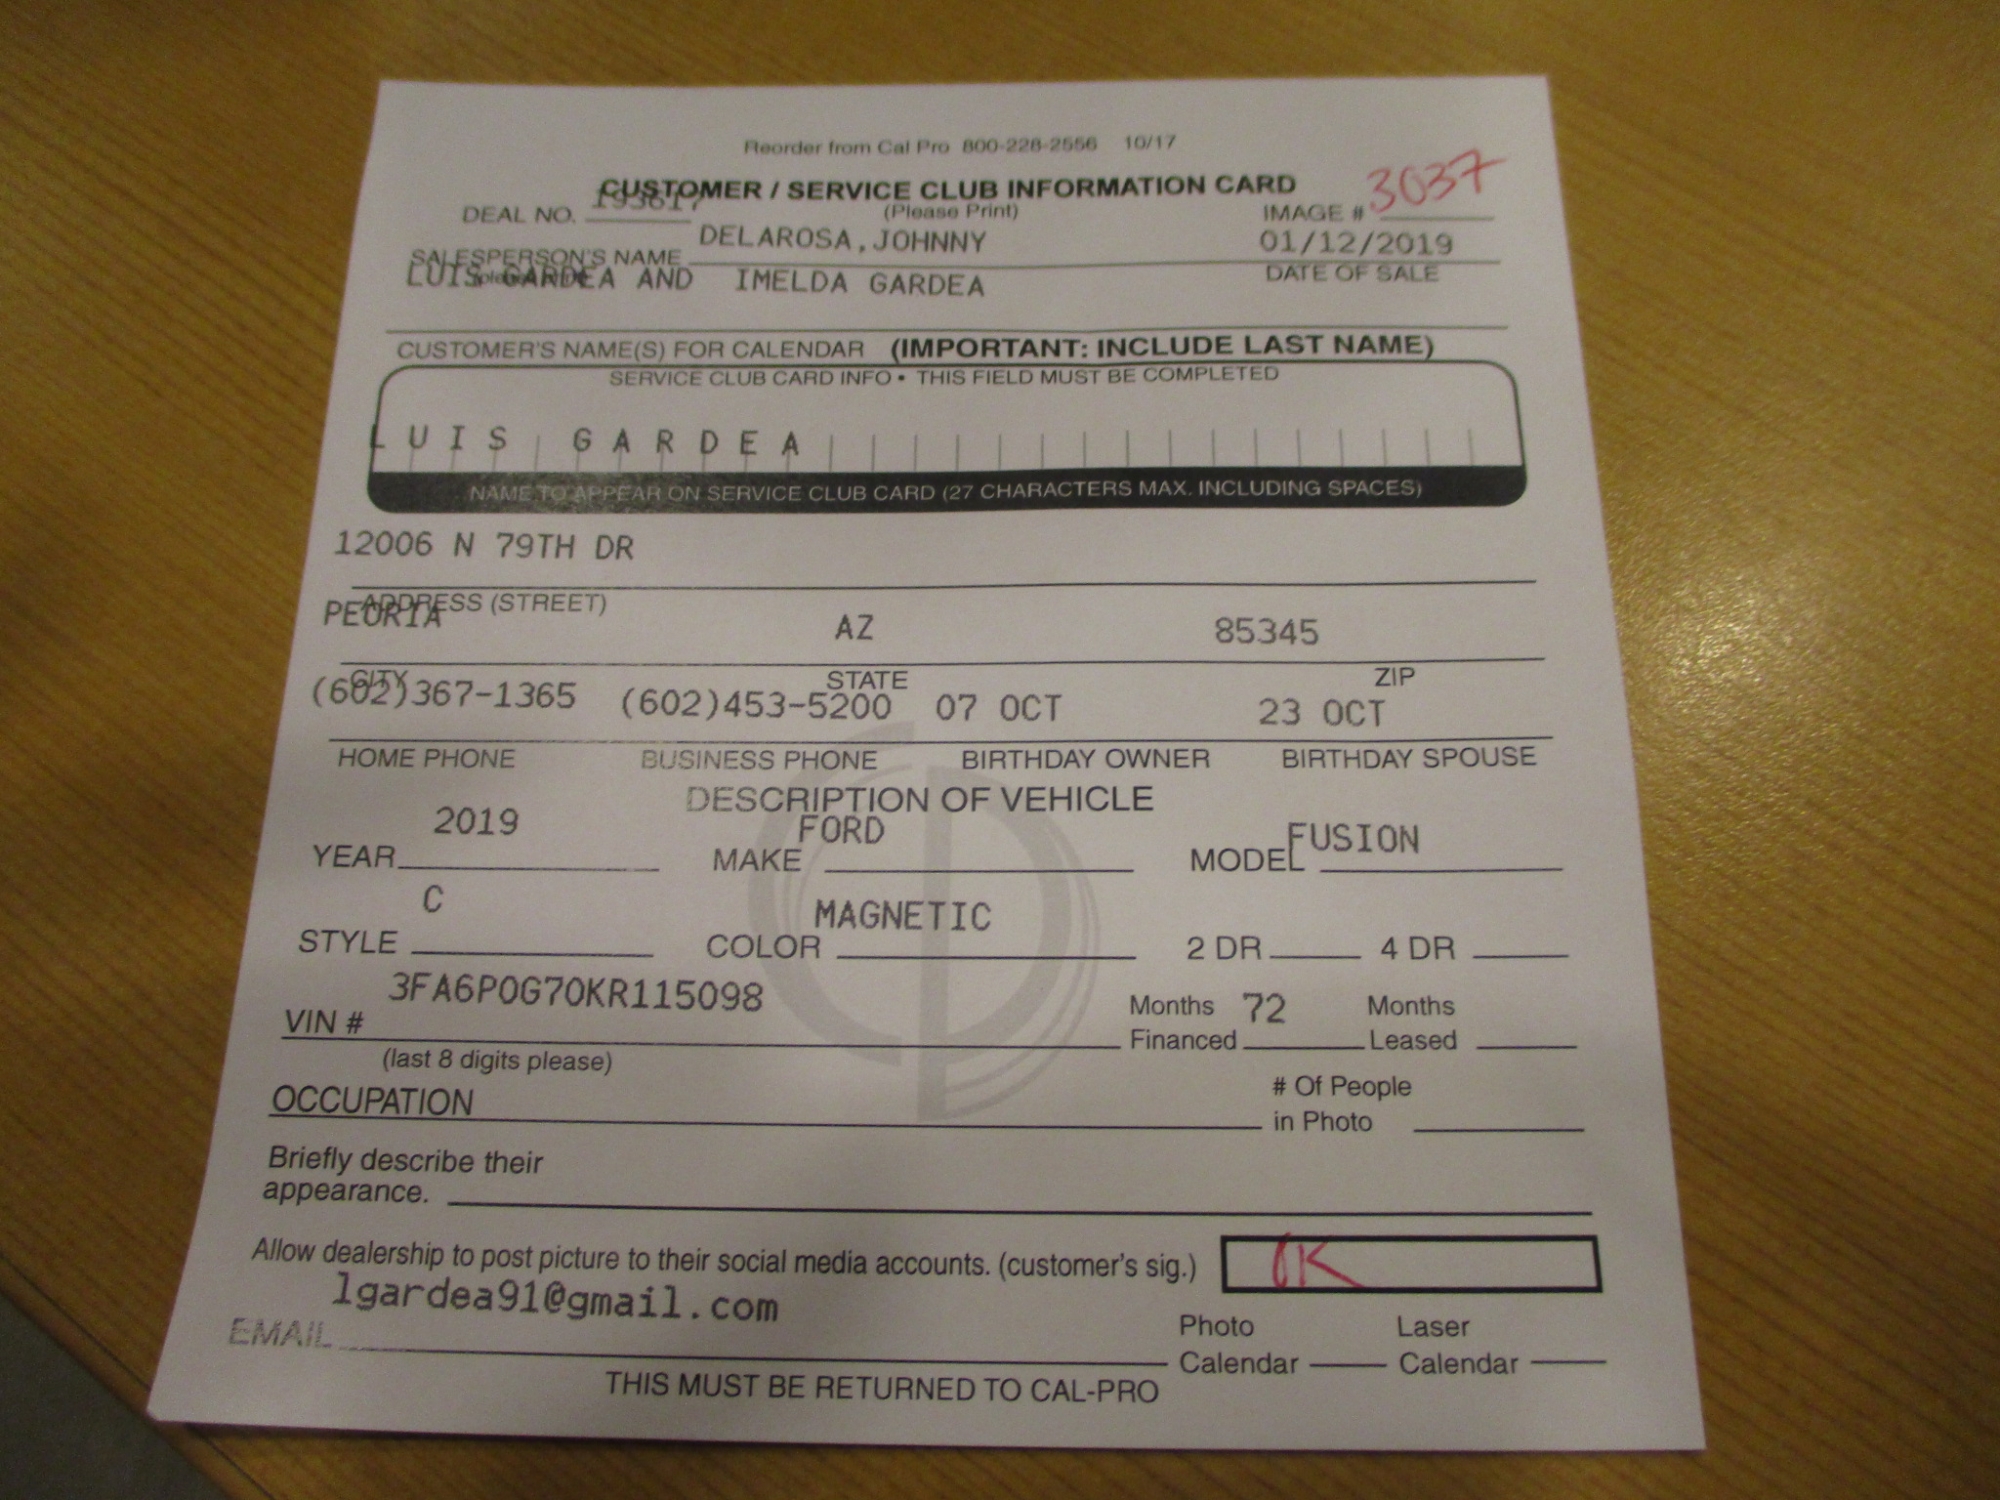 Reorder from Cal Pro 800-228-2556 10/17
CUSTOMER / SERVICE CLUB INFORMATION CARD
(Please Print)
DEAL NO. 193617
IMAGE # 3037
DELAROSA,JOHNNY 01/12/2019
SALESPERSON'S NAME DATE OF SALE
LUIS GARDEA AND IMELDA GARDEA
CUSTOMER'S NAME(S) FOR CALENDAR (IMPORTANT: INCLUDE LAST NAME)
SERVICE CLUB CARD INFO • THIS FIELD MUST BE COMPLETED
LUIS GARDEA
NAME TO APPEAR ON SERVICE CLUB CARD (27 CHARACTERS MAX. INCLUDING SPACES)
12006 N 79TH DR
ADDRESS (STREET)
PEORIA AZ 85345
CITY STATE ZIP
(602)367-1365 (602)453-5200 07 OCT 23 OCT
HOME PHONE BUSINESS PHONE BIRTHDAY OWNER BIRTHDAY SPOUSE
DESCRIPTION OF VEHICLE
2019 FORD FUSION
YEAR MAKE MODEL
C MAGNETIC
STYLE COLOR 2 DR 4 DR
3FA6P0G70KR115098
VIN # Months Financed 72 Months Leased
(last 8 digits please)
OCCUPATION # Of People in Photo
Briefly describe their
appearance.
Allow dealership to post picture to their social media accounts. (customer's sig.) OK
lgardea91@gmail.com
EMAIL Photo Calendar Laser Calendar
THIS MUST BE RETURNED TO CAL-PRO